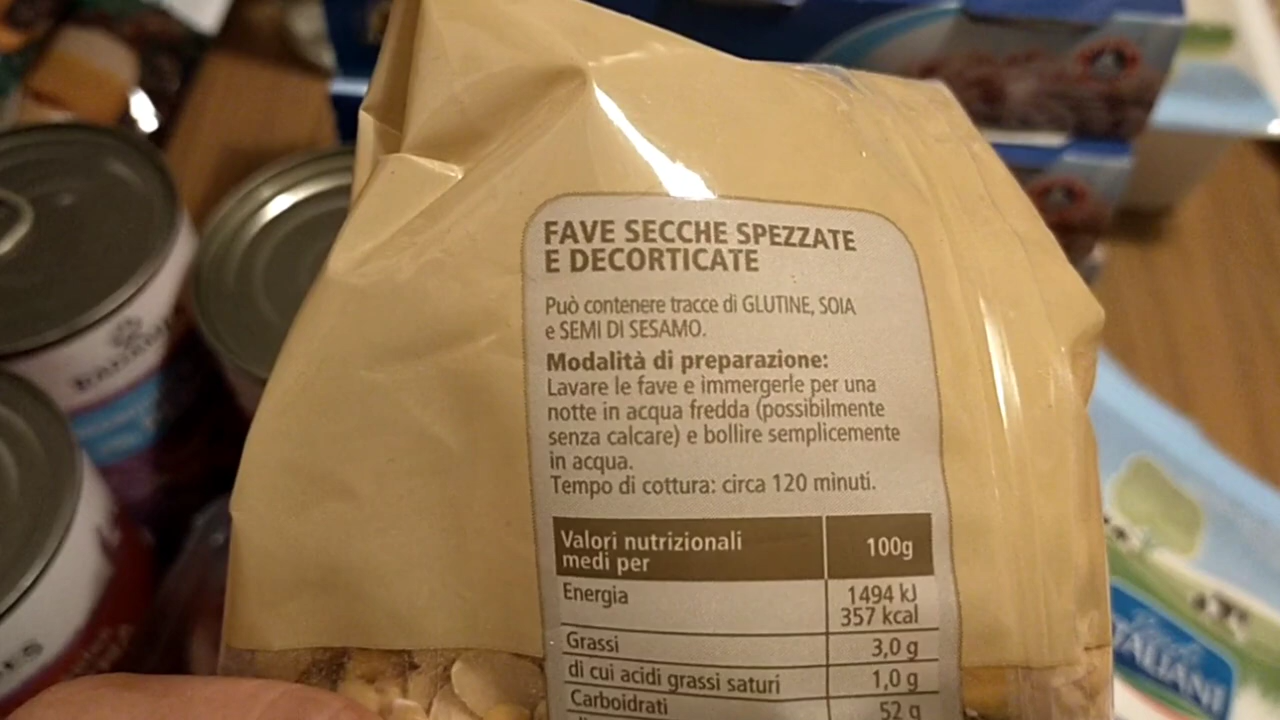 FAVE SECCHE SPEZZATE
E DECORTICATE
Può contenere tracce di GLUTINE, SOIA
e SEMI DI SESAMO.
Modalità di preparazione:
Lavare le fave e immergerle per una
notte in acqua fredda (possibilmente
senza calcare) e bollire semplicemente
in acqua.
Tempo di cottura: circa 120 minuti.
Valori nutrizionali
medi per
100g
Energia
1494 kJ
357 kcal
Grassi
3,0 g
di cui acidi grassi saturi
1,0 g
Carboidrati
52 g